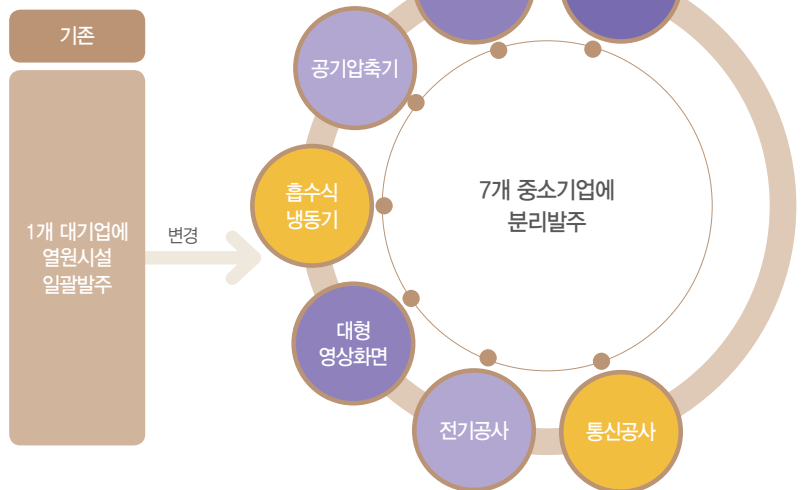 기존
1개 대기업에
열원시설
일괄발주
변경
공기압축기
흡수식
냉동기
대형
영상화면
전기공사
통신공사
7개 중소기업에
분리발주